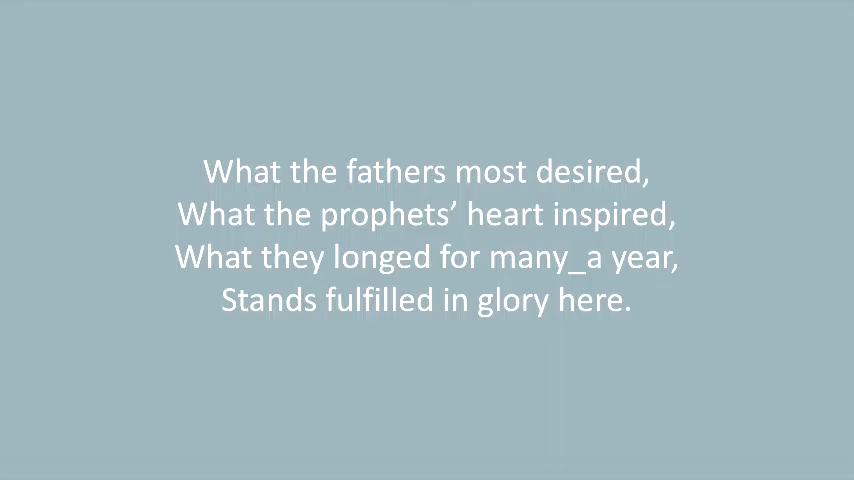 What the fathers most desired,
What the prophets’ heart inspired,
What they longed for many_a year,
Stands fulfilled in glory here.